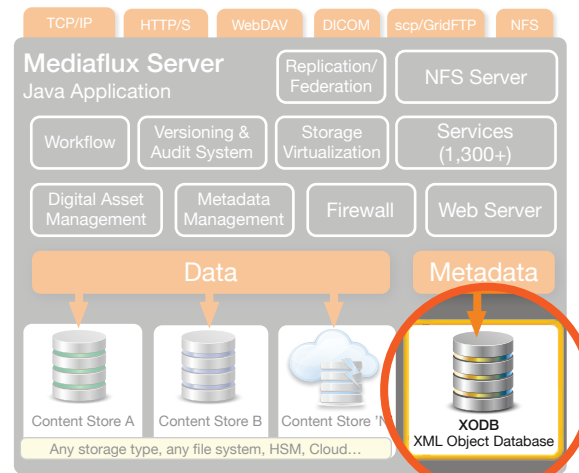 TCP/IP HTTP/S WebDAV DICOM scp/GridFTP NFS
Mediaflux Server
Java Application
Replication/
Federation
NFS Server
Workflow
Versioning &
Audit System
Storage
Virtualization
Services
(1,300+)
Digital Asset
Management
Metadata
Management
Firewall
Web Server
Data
Metadata
Content Store A
Content Store B
Content Store 'N
XODB
XML Object Database
Any storage type, any file system, HSM, Cloud…